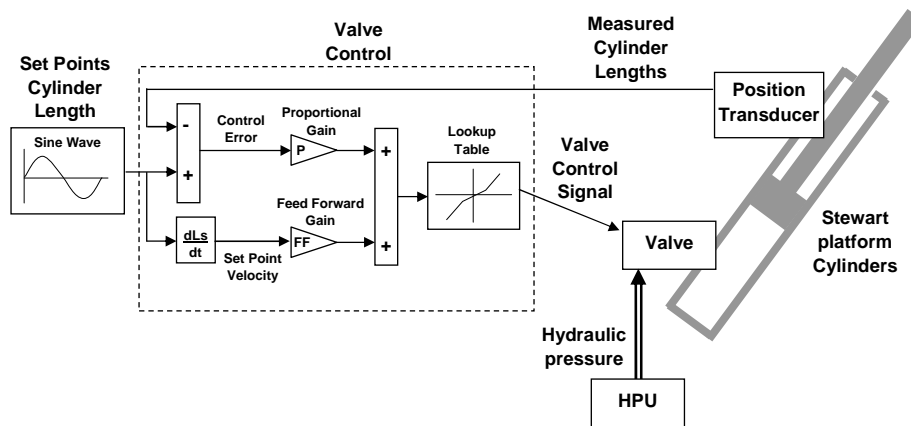 Valve
Control
Measured
Cylinder
Lengths
Set Points
Cylinder
Length
Position
Transducer
Sine Wave
-
+
Control
Error
Proportional
Gain
P
+
+
Lookup
Table
Valve
Control
Signal
dLs
dt
Set Point
Velocity
Feed Forward
Gain
FF
Valve
Stewart
platform
Cylinders
Hydraulic
pressure
HPU